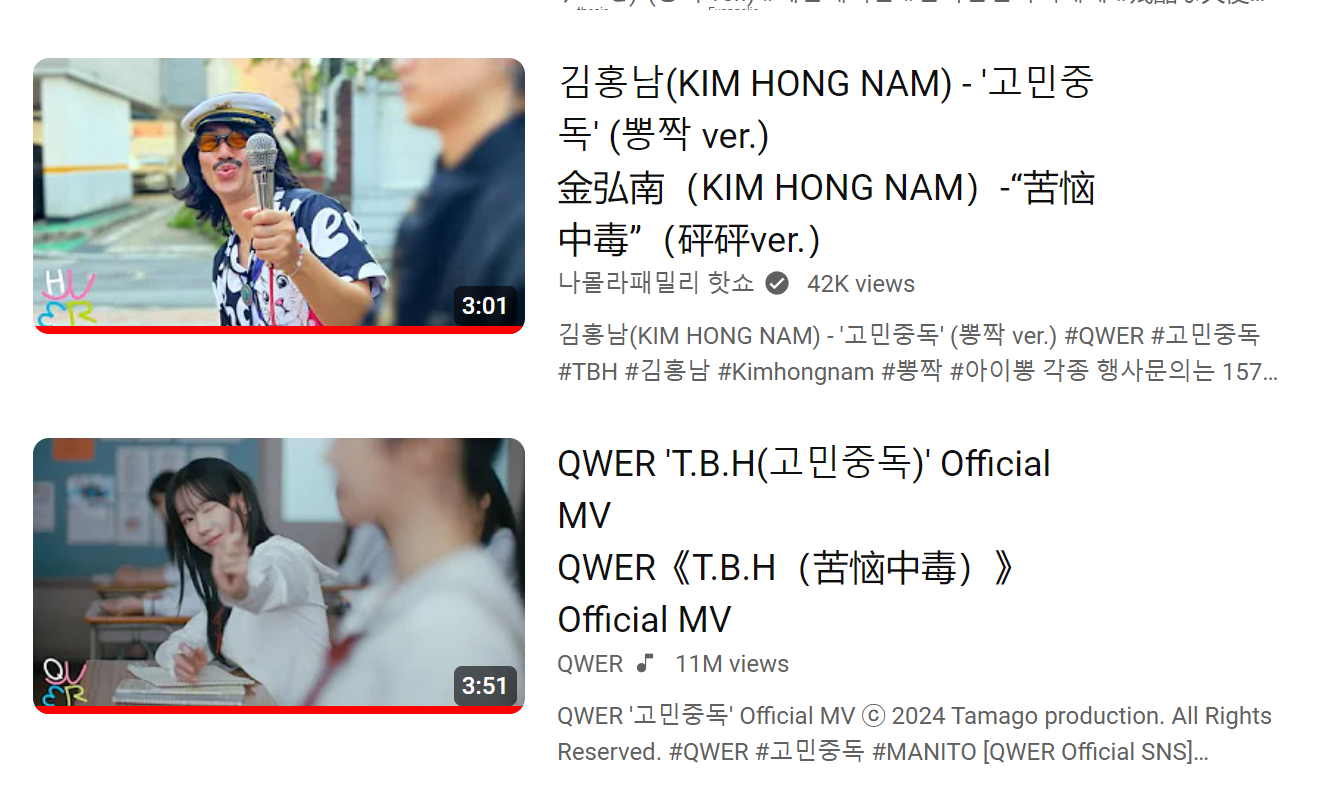 김홍남(KIM HONG NAM) - '고민중
독' (뽕짝 ver.)
金弘南（KIM HONG NAM）-“苦恼
中毒”（砰砰ver.）
나몰라패밀리 핫쇼 42K views
김홍남(KIM HONG NAM) - '고민중독' (뽕짝 ver.) #QWER #고민중독
#TBH #김홍남 #Kimhongnam #뽕짝 #아이뽕 각종 행사문의는 157...
3:01
QWER 'T.B.H(고민중독)' Official
MV
QWER《T.B.H（苦恼中毒）》
Official MV
QWER 11M views
QWER '고민중독' Official MV ⓒ 2024 Tamago production. All Rights
Reserved. #QWER #고민중독 #MANITO [QWER Official SNS]...
QWER
3:51